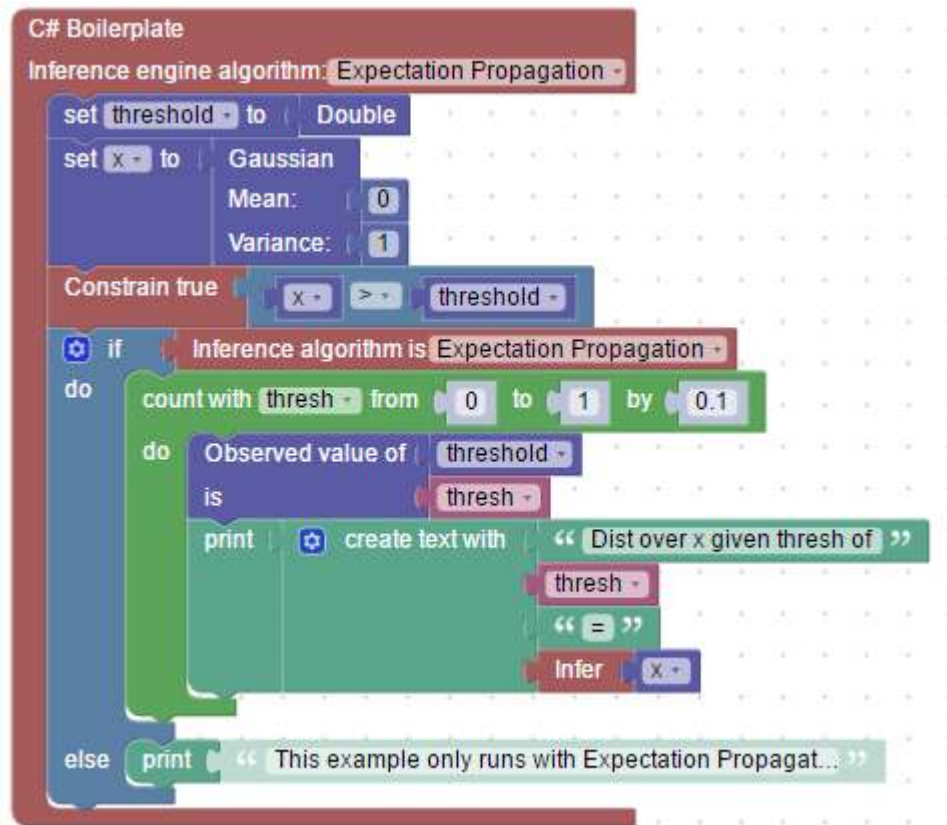 C# Boilerplate
Inference engine algorithm: Expectation Propagation
set threshold to Double
set x to Gaussian
Mean: 0
Variance: 1
Constrain true x > threshold
if Inference algorithm is Expectation Propagation
do count with thresh from 0 to 1 by 0.1
do Observed value of threshold
is thresh
print create text with “ Dist over x given thresh of ”
thresh
“ = ”
Infer x
else print “ This example only runs with Expectation Propagat... ”